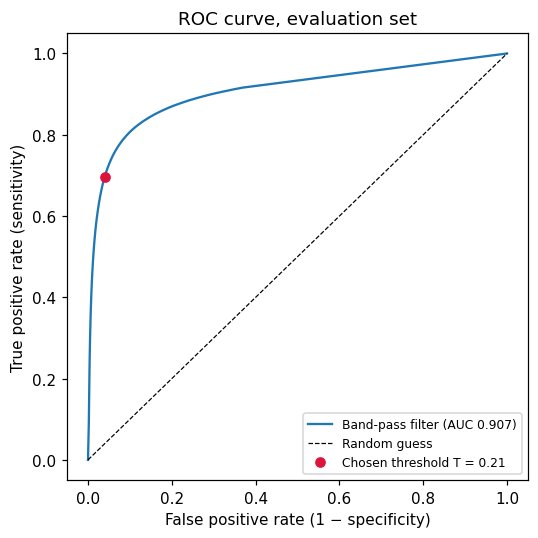 ROC curve, evaluation set
True positive rate (sensitivity)
1.0
0.8
0.6
0.4
0.2
0.0
Band-pass filter (AUC 0.907)
Random guess
Chosen threshold T = 0.21
0.0 0.2 0.4 0.6 0.8 1.0
False positive rate (1 − specificity)